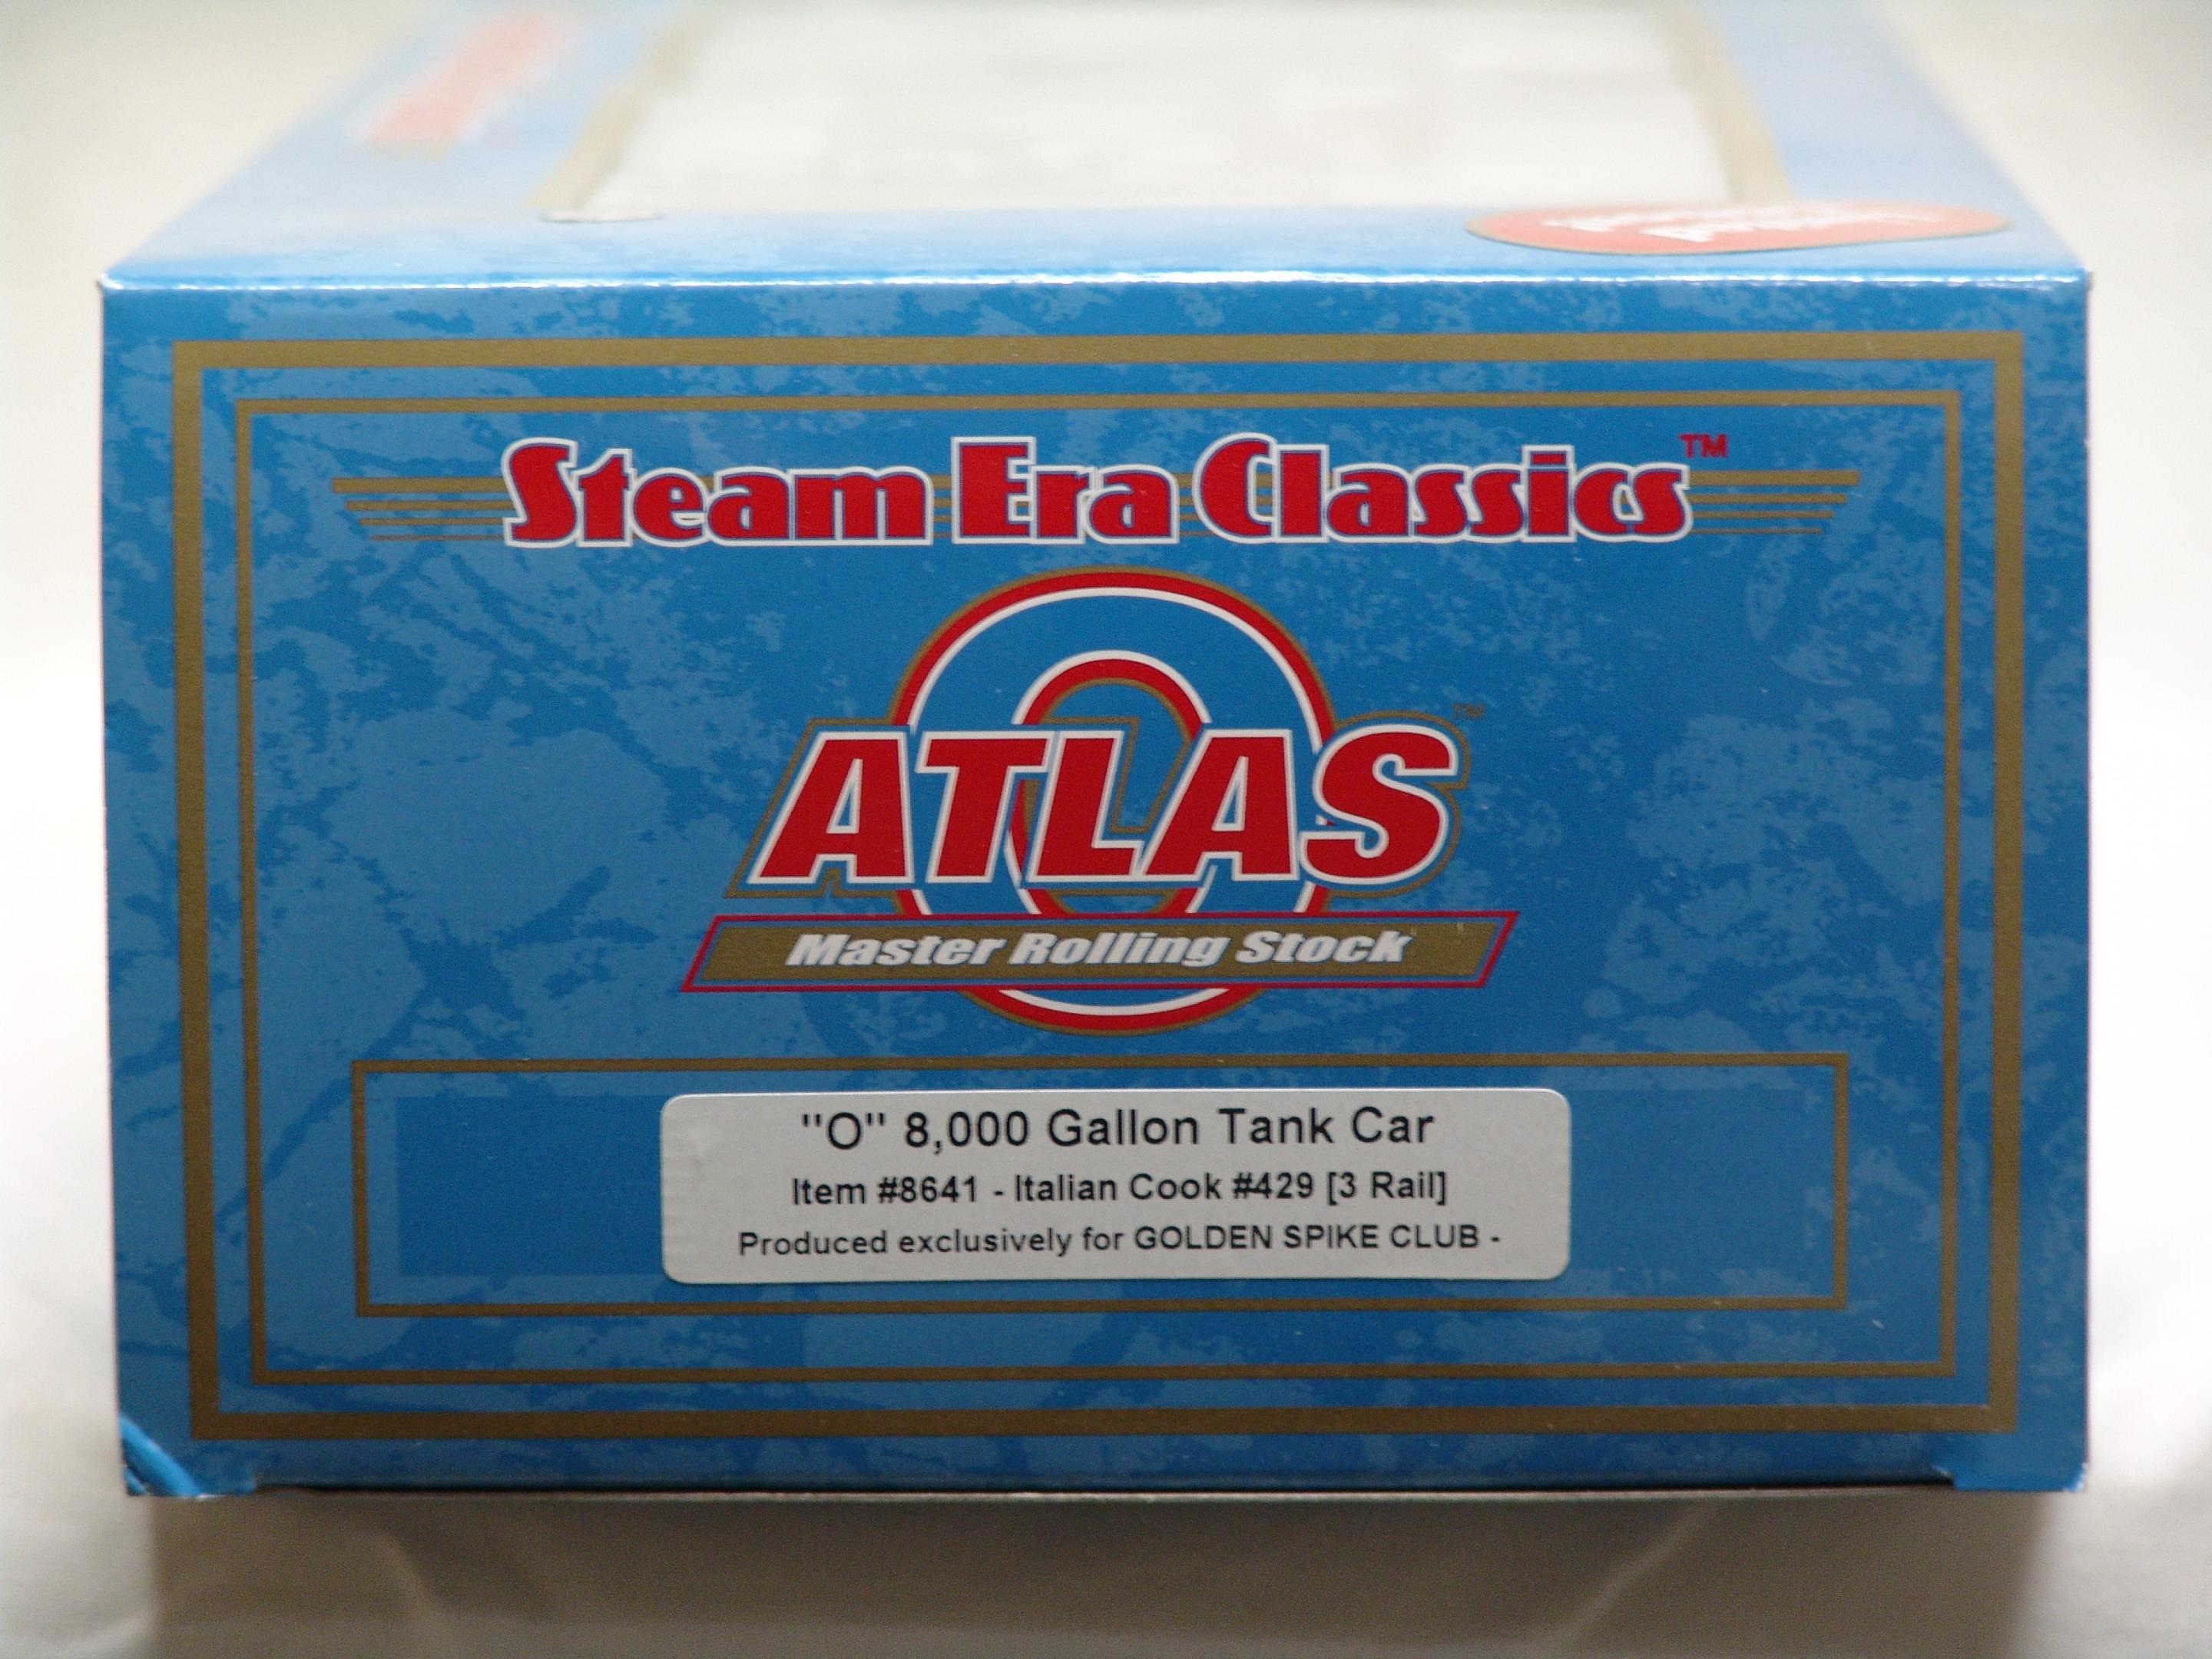 Steam Era Classics™
O
ATLAS™
Master Rolling Stock
"O" 8,000 Gallon Tank Car
Item #8641 - Italian Cook #429 [3 Rail]
Produced exclusively for GOLDEN SPIKE CLUB -